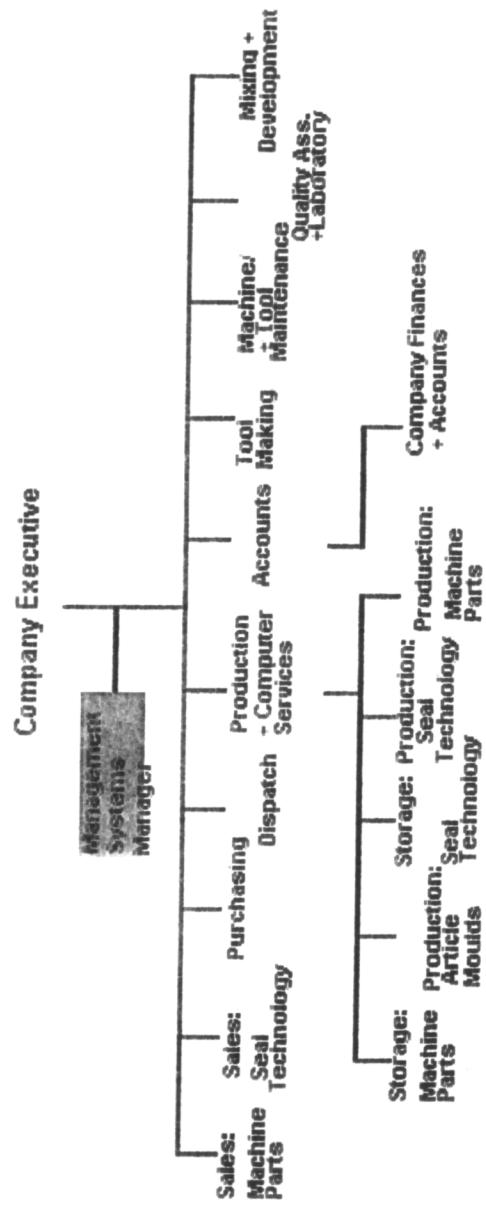 Company Executive
Management
Systems
Manager
Sales:
Machine
Parts
Sales:
Seal
Technology
Purchasing
Dispatch
Production
+ Computer
Services
Accounts
Tool
Making
Machine/
+ Tool
Maintenance
Quality Ass.
+Laboratory
Mixing +
Development
Storage:
Machine
Parts
Production:
Article
Moulds
Storage:
Seal
Technology
Production:
Seal
Technology
Production:
Machine
Parts
Company Finances
+ Accounts